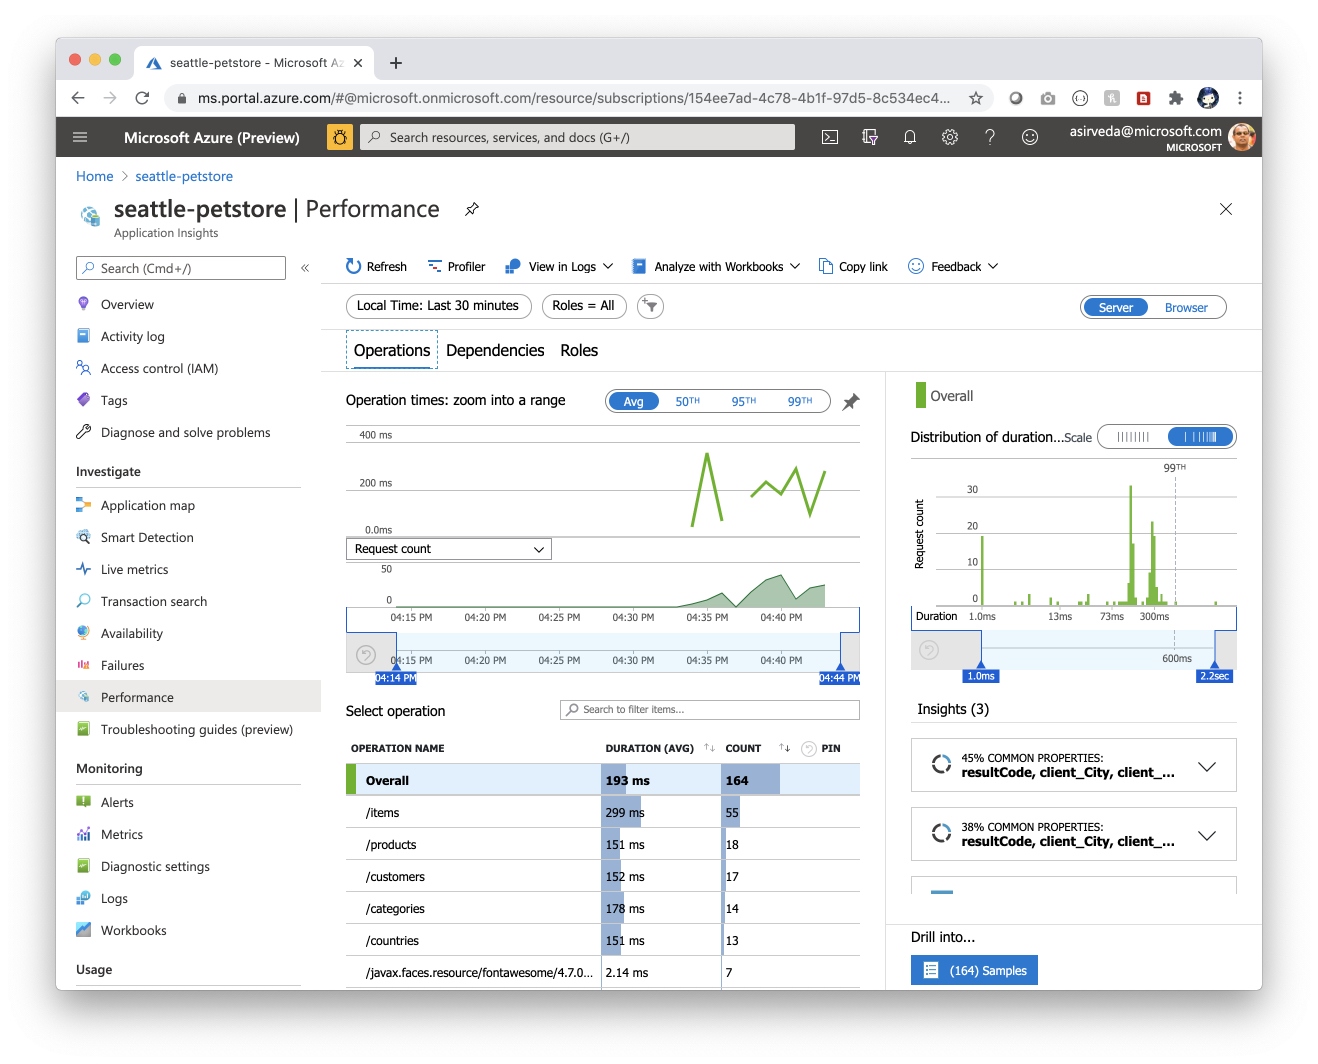 seattle-petstore - Microsoft Az
ms.portal.azure.com/#@microsoft.onmicrosoft.com/resource/subscriptions/154ee7ad-4c78-4b1f-97d5-8c534ec4...
Microsoft Azure (Preview)
Search resources, services, and docs (G+/)
asirveda@microsoft.com
MICROSOFT
Home > seattle-petstore
seattle-petstore | Performance
Application Insights
Search (Cmd+/)
«
Overview
Activity log
Access control (IAM)
Tags
Diagnose and solve problems
Investigate
Application map
Smart Detection
Live metrics
Transaction search
Availability
Failures
Performance
Troubleshooting guides (preview)
Monitoring
Alerts
Metrics
Diagnostic settings
Logs
Workbooks
Usage
Refresh Profiler View in Logs Analyze with Workbooks Copy link Feedback
Local Time: Last 30 minutes Roles = All
Server Browser
Operations Dependencies Roles
Operation times: zoom into a range
Avg 50TH 95TH 99TH
400 ms
200 ms
0.0ms
Request count
50
0
04:15 PM 04:20 PM 04:25 PM 04:30 PM 04:35 PM 04:40 PM
04:15 PM 04:20 PM 04:25 PM 04:30 PM 04:35 PM 04:40 PM
04:14 PM 04:44 PM
Select operation
Search to filter items...
OPERATION NAME DURATION (AVG) COUNT PIN
Overall 193 ms 164
/items 299 ms 55
/products 151 ms 18
/customers 152 ms 17
/categories 178 ms 14
/countries 151 ms 13
/javax.faces.resource/fontawesome/4.7.0... 2.14 ms 7
Overall
Distribution of duration... Scale
99TH
Request count
30
20
10
0
Duration 1.0ms 13ms 73ms 300ms
600ms
1.0ms 2.2sec
Insights (3)
45% COMMON PROPERTIES:
resultCode, client_City, client_...
38% COMMON PROPERTIES:
resultCode, client_City, client_...
Drill into...
(164) Samples